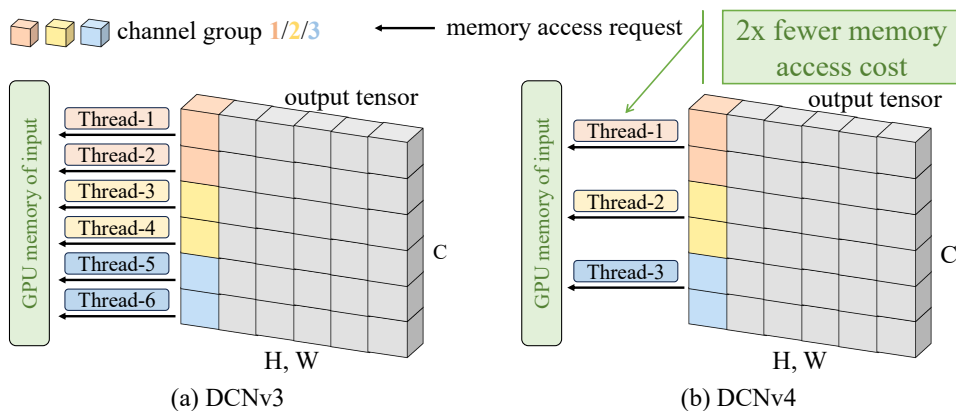 channel group 1/2/3
memory access request
2x fewer memory
access cost
GPU memory of input
Thread-1
Thread-2
Thread-3
Thread-4
Thread-5
Thread-6
output tensor
C
H, W
(a) DCNv3
GPU memory of input
Thread-1
Thread-2
Thread-3
output tensor
C
H, W
(b) DCNv4